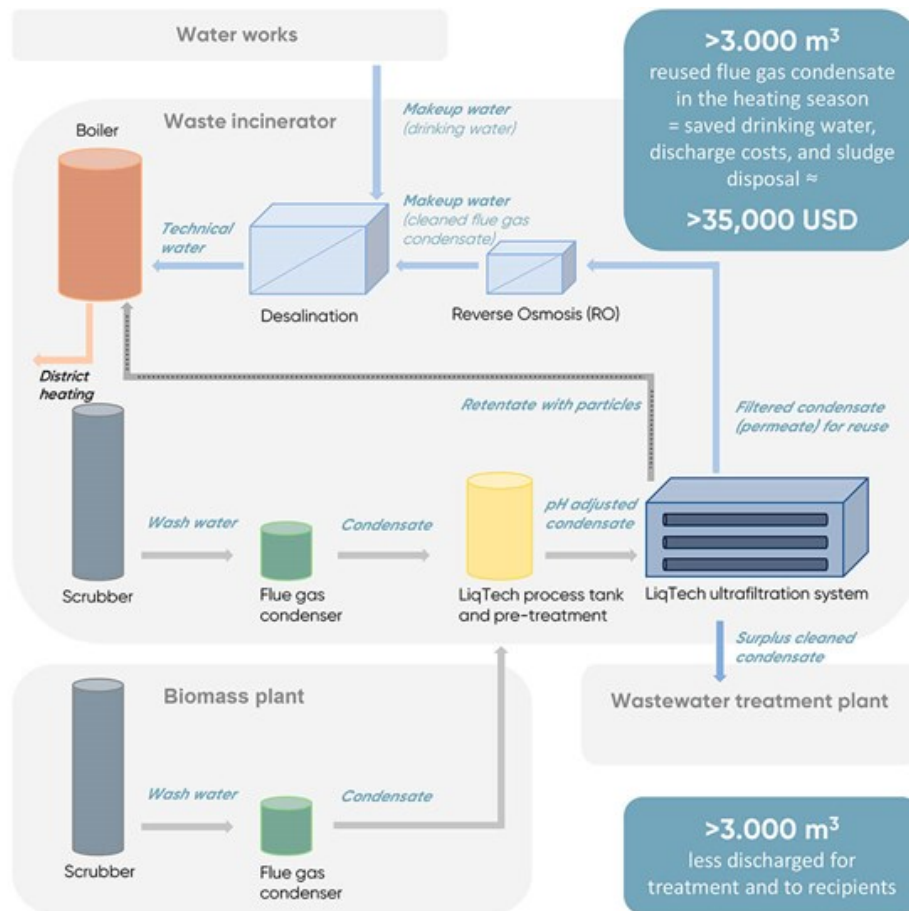 Water works
>3.000 m³
reused flue gas condensate
in the heating season
= saved drinking water,
discharge costs, and sludge
disposal ≈
>35,000 USD
Waste incinerator
Makeup water
(drinking water)
Boiler
Technical
water
Makeup water
(cleaned flue gas
condensate)
Desalination
Reverse Osmosis (RO)
District
heating
Retentate with particles
Filtered condensate
(permeate) for reuse
Wash water
Condensate
pH adjusted
condensate
Scrubber
Flue gas
condenser
LiqTech process tank
and pre-treatment
LiqTech ultrafiltration system
Surplus cleaned
condensate
Biomass plant
Wastewater treatment plant
Wash water
Condensate
Scrubber
Flue gas
condenser
>3.000 m³
less discharged for
treatment and to recipients